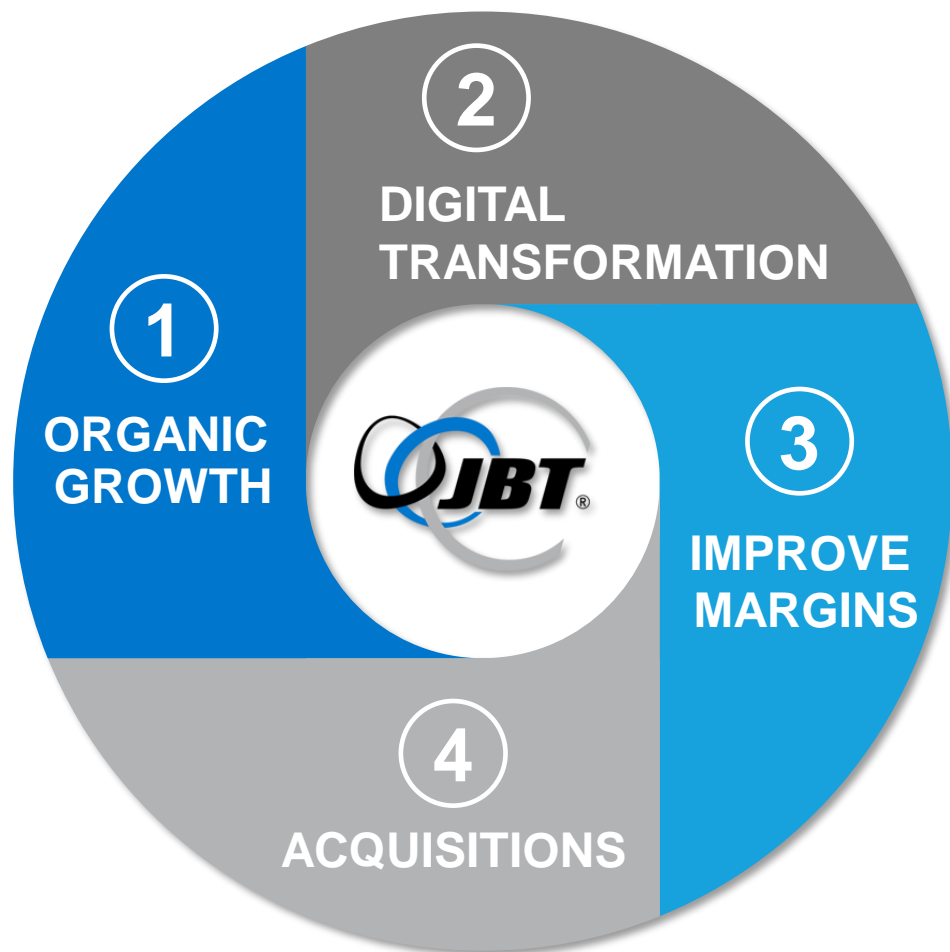 1
ORGANIC
GROWTH
2
DIGITAL
TRANSFORMATION
3
IMPROVE
MARGINS
4
ACQUISITIONS
JBT®